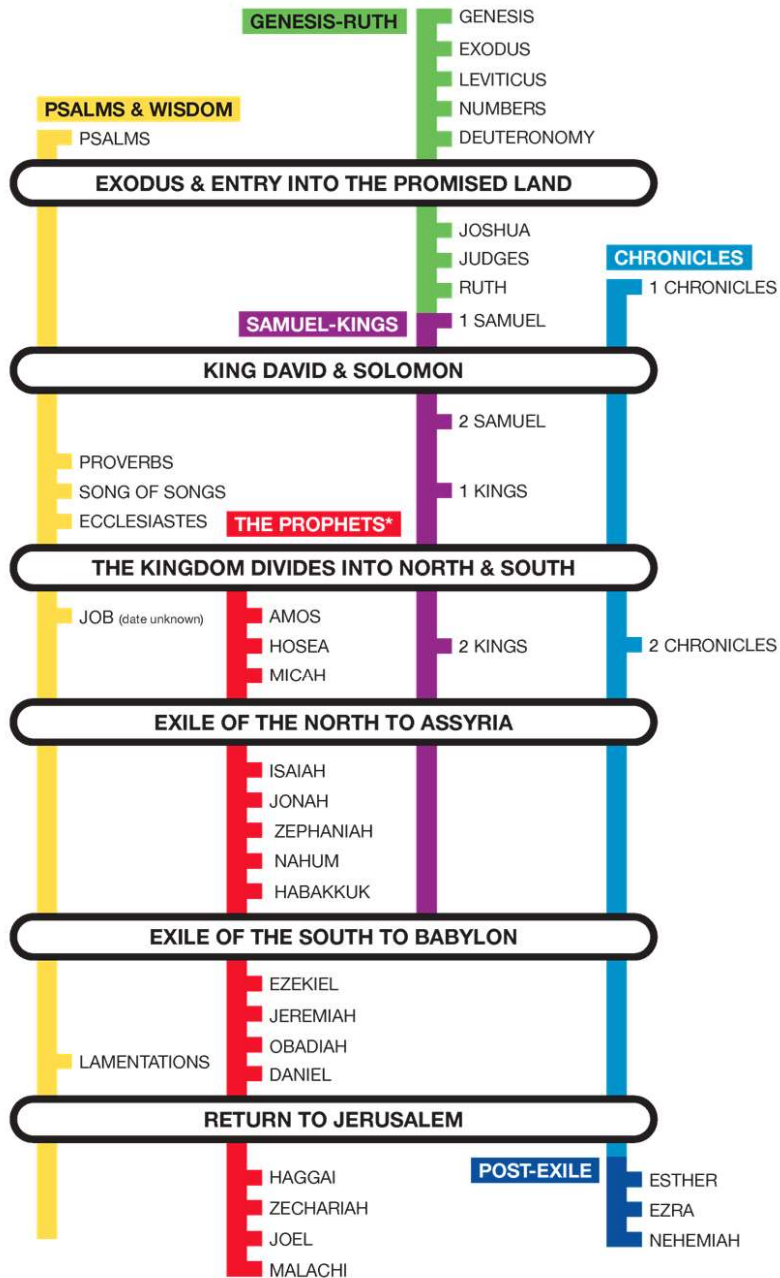 GENESIS-RUTH
GENESIS
EXODUS
LEVITICUS
NUMBERS
DEUTERONOMY
PSALMS & WISDOM
PSALMS
EXODUS & ENTRY INTO THE PROMISED LAND
JOSHUA
JUDGES
RUTH
CHRONICLES
1 CHRONICLES
SAMUEL-KINGS
1 SAMUEL
KING DAVID & SOLOMON
2 SAMUEL
PROVERBS
SONG OF SONGS
ECCLESIASTES
1 KINGS
THE PROPHETS*
THE KINGDOM DIVIDES INTO NORTH & SOUTH
JOB (date unknown)
AMOS
HOSEA
MICAH
2 KINGS
2 CHRONICLES
EXILE OF THE NORTH TO ASSYRIA
ISAIAH
JONAH
ZEPHANIAH
NAHUM
HABAKKUK
EXILE OF THE SOUTH TO BABYLON
EZEKIEL
JEREMIAH
OBADIAH
DANIEL
LAMENTATIONS
RETURN TO JERUSALEM
HAGGAI
ZECHARIAH
JOEL
MALACHI
POST-EXILE
ESTHER
EZRA
NEHEMIAH